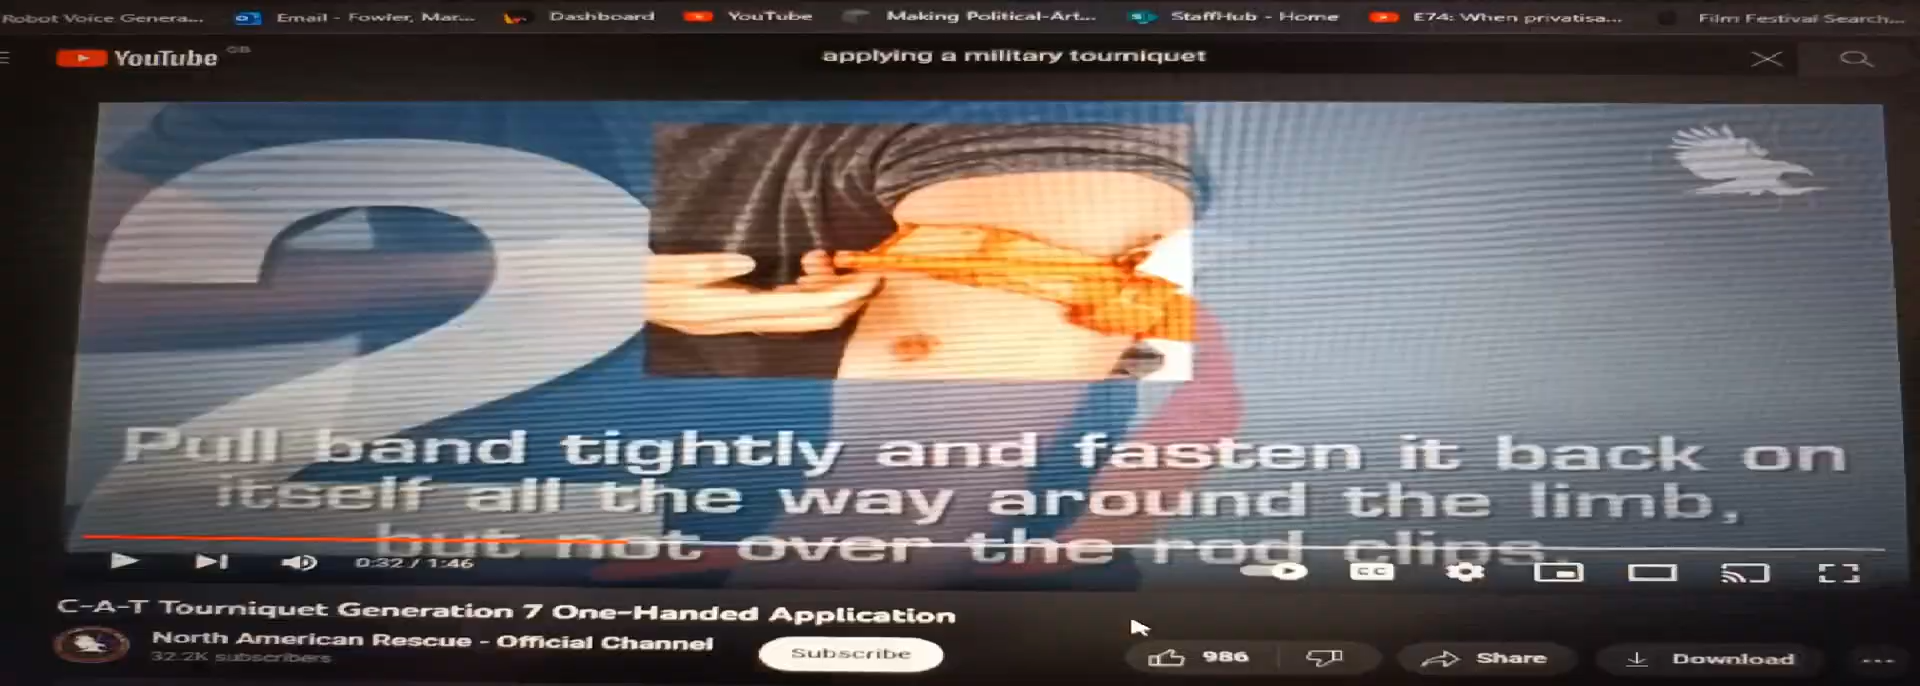 Robot Voice Genera...
Email - Fowler, Mar...
Dashboard
YouTube
Making Political-Art...
StaffHub - Home
E74: When privatisa...
Film Festival Search...
YouTube GB
applying a military tourniquet
2
Pull band tightly and fasten it back on
itself all the way around the limb,
but not over the rod clips.
0:32 / 1:46
CC
C-A-T Tourniquet Generation 7 One-Handed Application
North American Rescue - Official Channel
32.2K subscribers
Subscribe
986
Share
Download